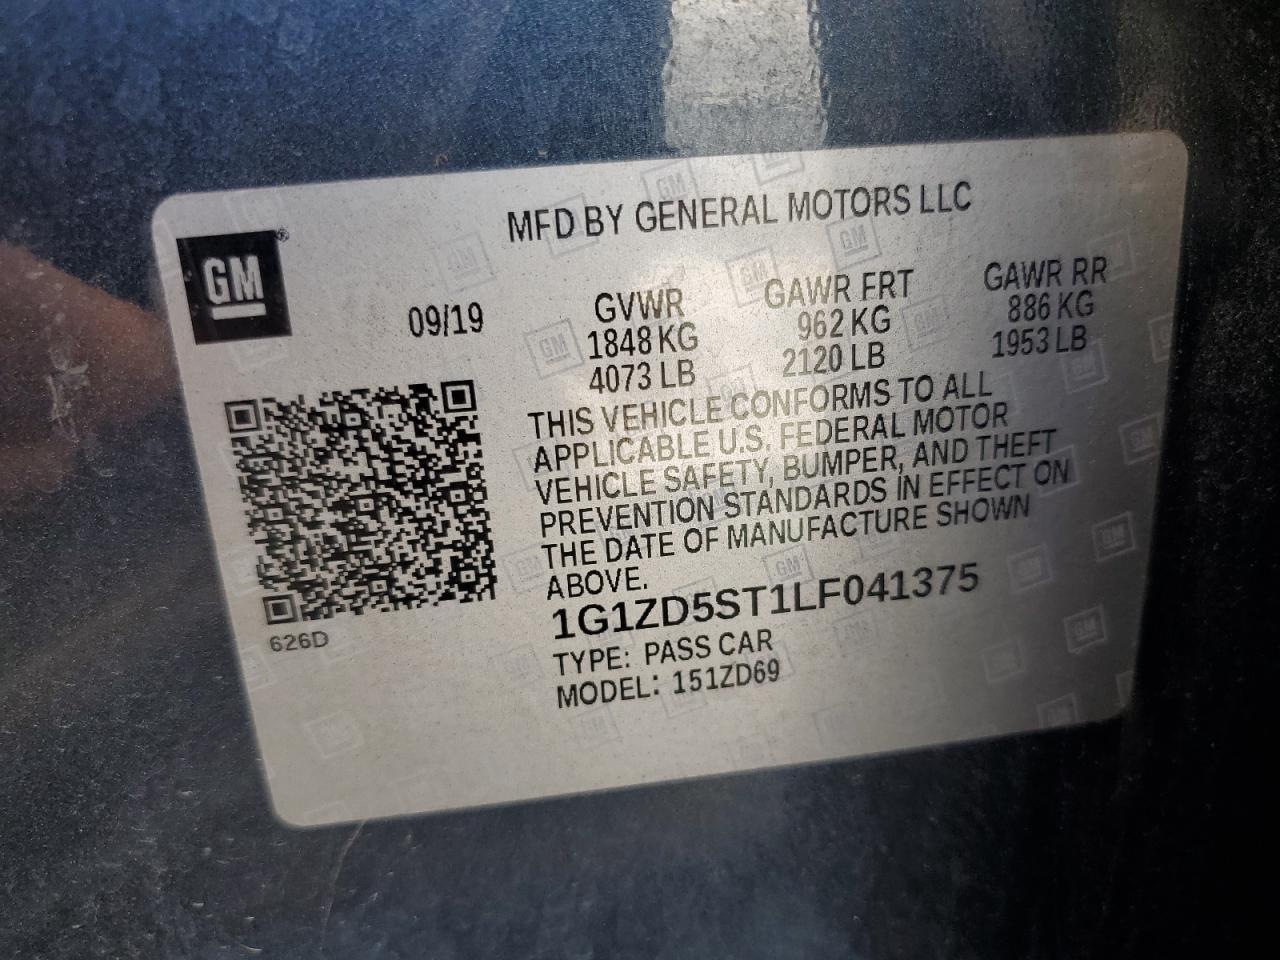 MFD BY GENERAL MOTORS LLC
GM®
09/19
GVWR GAWR FRT GAWR RR
1848 KG 962 KG 886 KG
4073 LB 2120 LB 1953 LB
THIS VEHICLE CONFORMS TO ALL
APPLICABLE U.S. FEDERAL MOTOR
VEHICLE SAFETY, BUMPER, AND THEFT
PREVENTION STANDARDS IN EFFECT ON
THE DATE OF MANUFACTURE SHOWN
ABOVE.
1G1ZD5ST1LF041375
626D
TYPE: PASS CAR
MODEL: 151ZD69